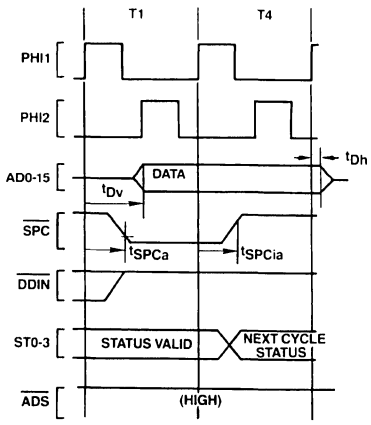 T1 T4
PHI1
PHI2
AD0-15 DATA tDh
tDv
SPC
tSPCa tSPCia
DDIN
ST0-3 STATUS VALID NEXT CYCLE
STATUS
ADS (HIGH)